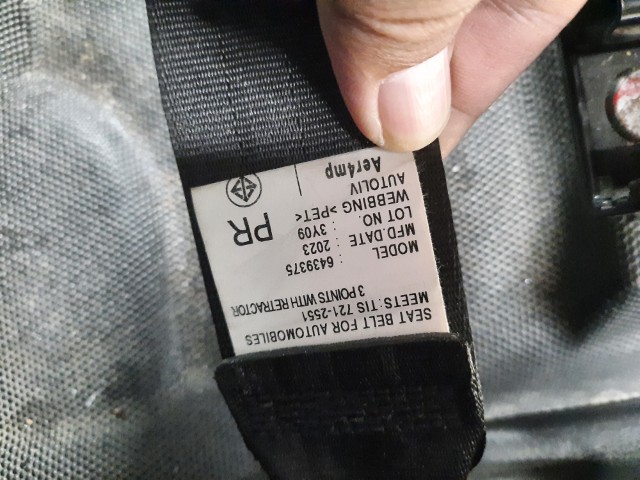 SEAT BELT FOR AUTOMOBILES
MEETS: TIS 721-2551
3 POINTS WITH RETRACTOR
MODEL : 6439375
MFD.DATE : 2023
LOT NO. : 3Y09
WEBBING >PET<
AUTOLIV
PR
Aer4mp